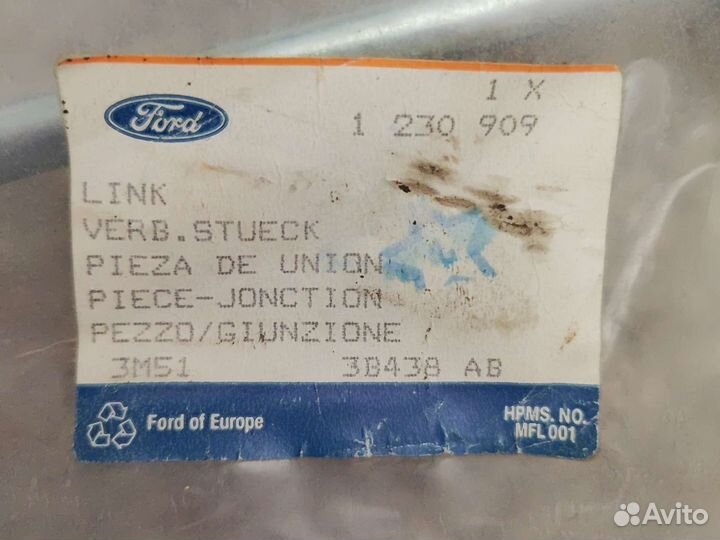 1 X
Ford
1 230 909
LINK
VERB.STUECK
PIEZA DE UNION
PIECE-JONCTION
PEZZO/GIUNZIONE
3M51 3B438 AB
Ford of Europe
HPMS. NO.
MFL 001
Avito